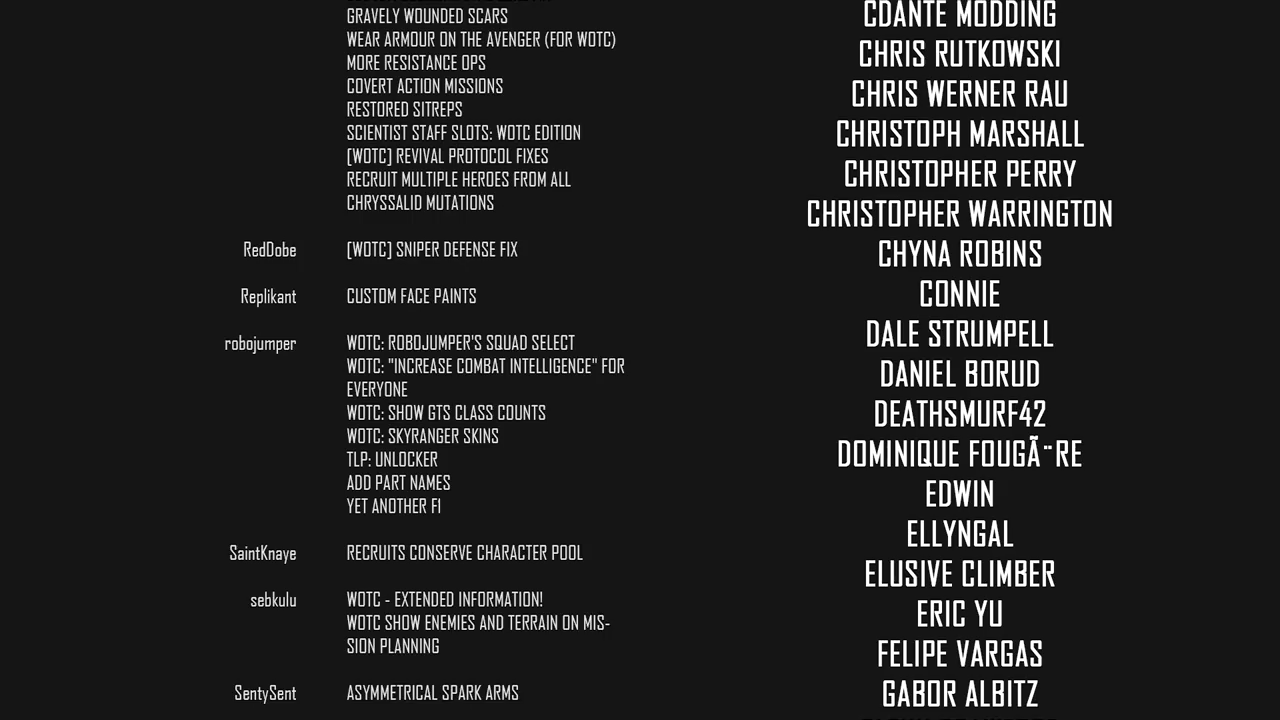 GRAVELY WOUNDED SCARS
WEAR ARMOUR ON THE AVENGER (FOR WOTC)
MORE RESISTANCE OPS
COVERT ACTION MISSIONS
RESTORED SITREPS
SCIENTIST STAFF SLOTS: WOTC EDITION
[WOTC] REVIVAL PROTOCOL FIXES
RECRUIT MULTIPLE HEROES FROM ALL
CHRYSSALID MUTATIONS
RedDobe [WOTC] SNIPER DEFENSE FIX
Replikant CUSTOM FACE PAINTS
robojumper WOTC: ROBOJUMPER'S SQUAD SELECT
WOTC: "INCREASE COMBAT INTELLIGENCE" FOR
EVERYONE
WOTC: SHOW GTS CLASS COUNTS
WOTC: SKYRANGER SKINS
TLP: UNLOCKER
ADD PART NAMES
YET ANOTHER F1
SaintKnaye RECRUITS CONSERVE CHARACTER POOL
sebkulu WOTC - EXTENDED INFORMATION!
WOTC SHOW ENEMIES AND TERRAIN ON MIS-
SION PLANNING
SentySent ASYMMETRICAL SPARK ARMS
CDANTE MODDING
CHRIS RUTKOWSKI
CHRIS WERNER RAU
CHRISTOPH MARSHALL
CHRISTOPHER PERRY
CHRISTOPHER WARRINGTON
CHYNA ROBINS
CONNIE
DALE STRUMPELL
DANIEL BORUD
DEATHSMURF42
DOMINIQUE FOUGÃ¨RE
EDWIN
ELLYNGAL
ELUSIVE CLIMBER
ERIC YU
FELIPE VARGAS
GABOR ALBITZ